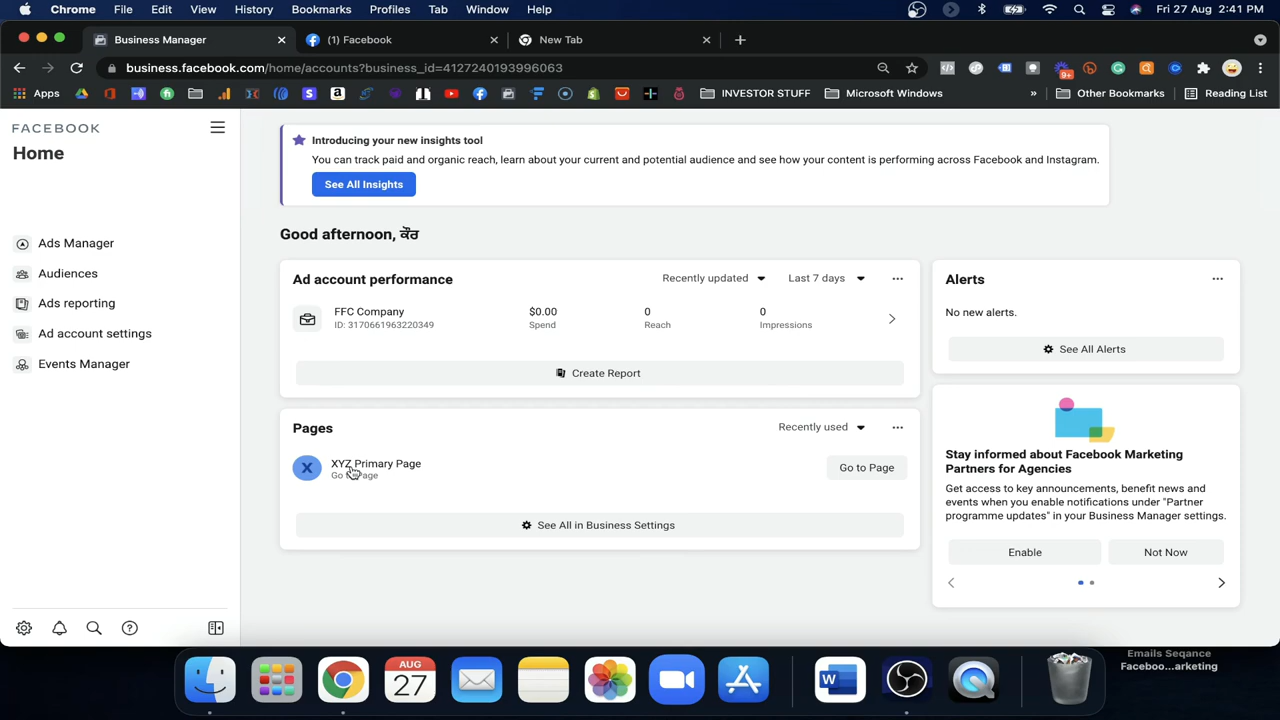 Chrome File Edit View History Bookmarks Profiles Tab Window Help
Fri 27 Aug 2:41 PM
Business Manager
(1) Facebook
New Tab
business.facebook.com/home/accounts?business_id=4127240193996063
Apps
INVESTOR STUFF
Microsoft Windows
»
Other Bookmarks
Reading List
9+
FACEBOOK
Home
Ads Manager
Audiences
Ads reporting
Ad account settings
Events Manager
Introducing your new insights tool
You can track paid and organic reach, learn about your current and potential audience and see how your content is performing across Facebook and Instagram.
See All Insights
Good afternoon, ਕੌਰ
Ad account performance
Recently updated
Last 7 days
FFC Company
ID: 3170661963220349
$0.00
Spend
0
Reach
0
Impressions
Create Report
Pages
Recently used
X
XYZ Primary Page
Go to Page
Go to Page
See All in Business Settings
Alerts
No new alerts.
See All Alerts
Stay informed about Facebook Marketing
Partners for Agencies
Get access to key announcements, benefit news and
events when you enable notifications under "Partner
programme updates" in your Business Manager settings.
Enable
Not Now
Emails Seqance
Faceboo...arketing
AUG
27
W